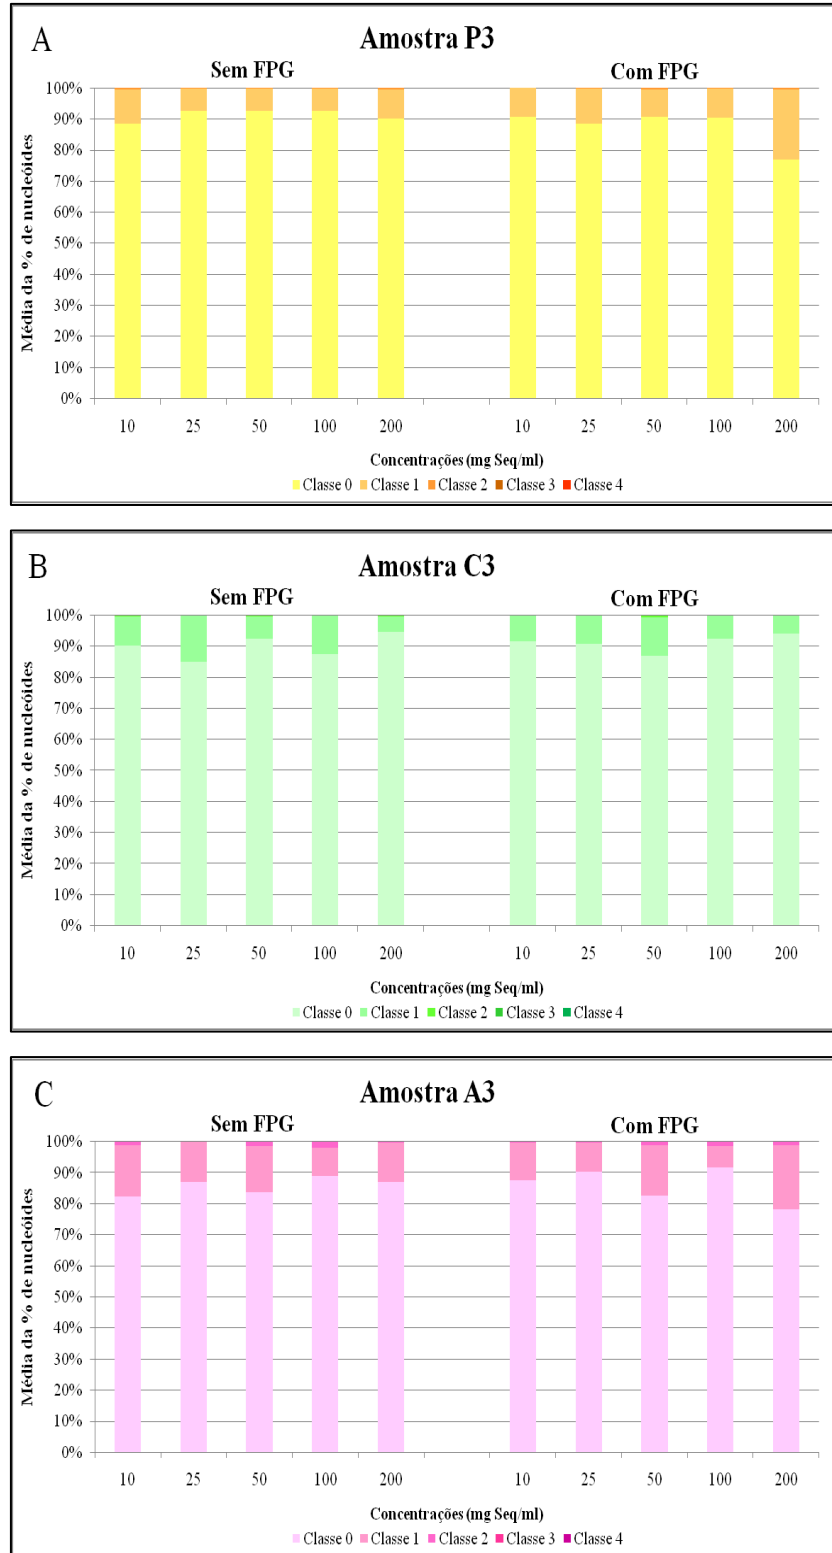 A
Amostra P3
Sem FPG Com FPG
100%
90%
80%
70%
60%
50%
40%
30%
20%
10%
0%
Média da % de nucleóides
10 25 50 100 200 10 25 50 100 200
Concentrações (mg Seq/ml)
Classe 0 Classe 1 Classe 2 Classe 3 Classe 4
B
Amostra C3
Sem FPG Com FPG
100%
90%
80%
70%
60%
50%
40%
30%
20%
10%
0%
Média da % de nucleóides
10 25 50 100 200 10 25 50 100 200
Concentrações (mg Seq/ml)
Classe 0 Classe 1 Classe 2 Classe 3 Classe 4
C
Amostra A3
Sem FPG Com FPG
100%
90%
80%
70%
60%
50%
40%
30%
20%
10%
0%
Média da % de nucleóides
10 25 50 100 200 10 25 50 100 200
Concentrações (mg Seq/ml)
Classe 0 Classe 1 Classe 2 Classe 3 Classe 4